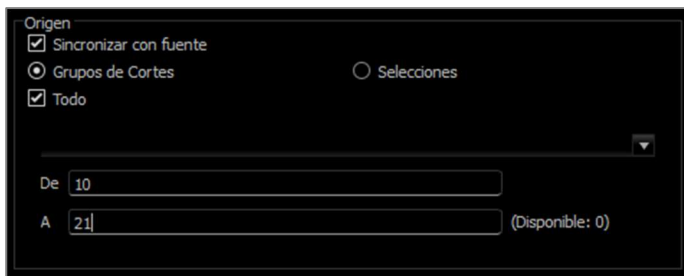 Origen
Sincronizar con fuente
Grupos de Cortes Selecciones
Todo
De 10
A 21 (Disponible: 0)